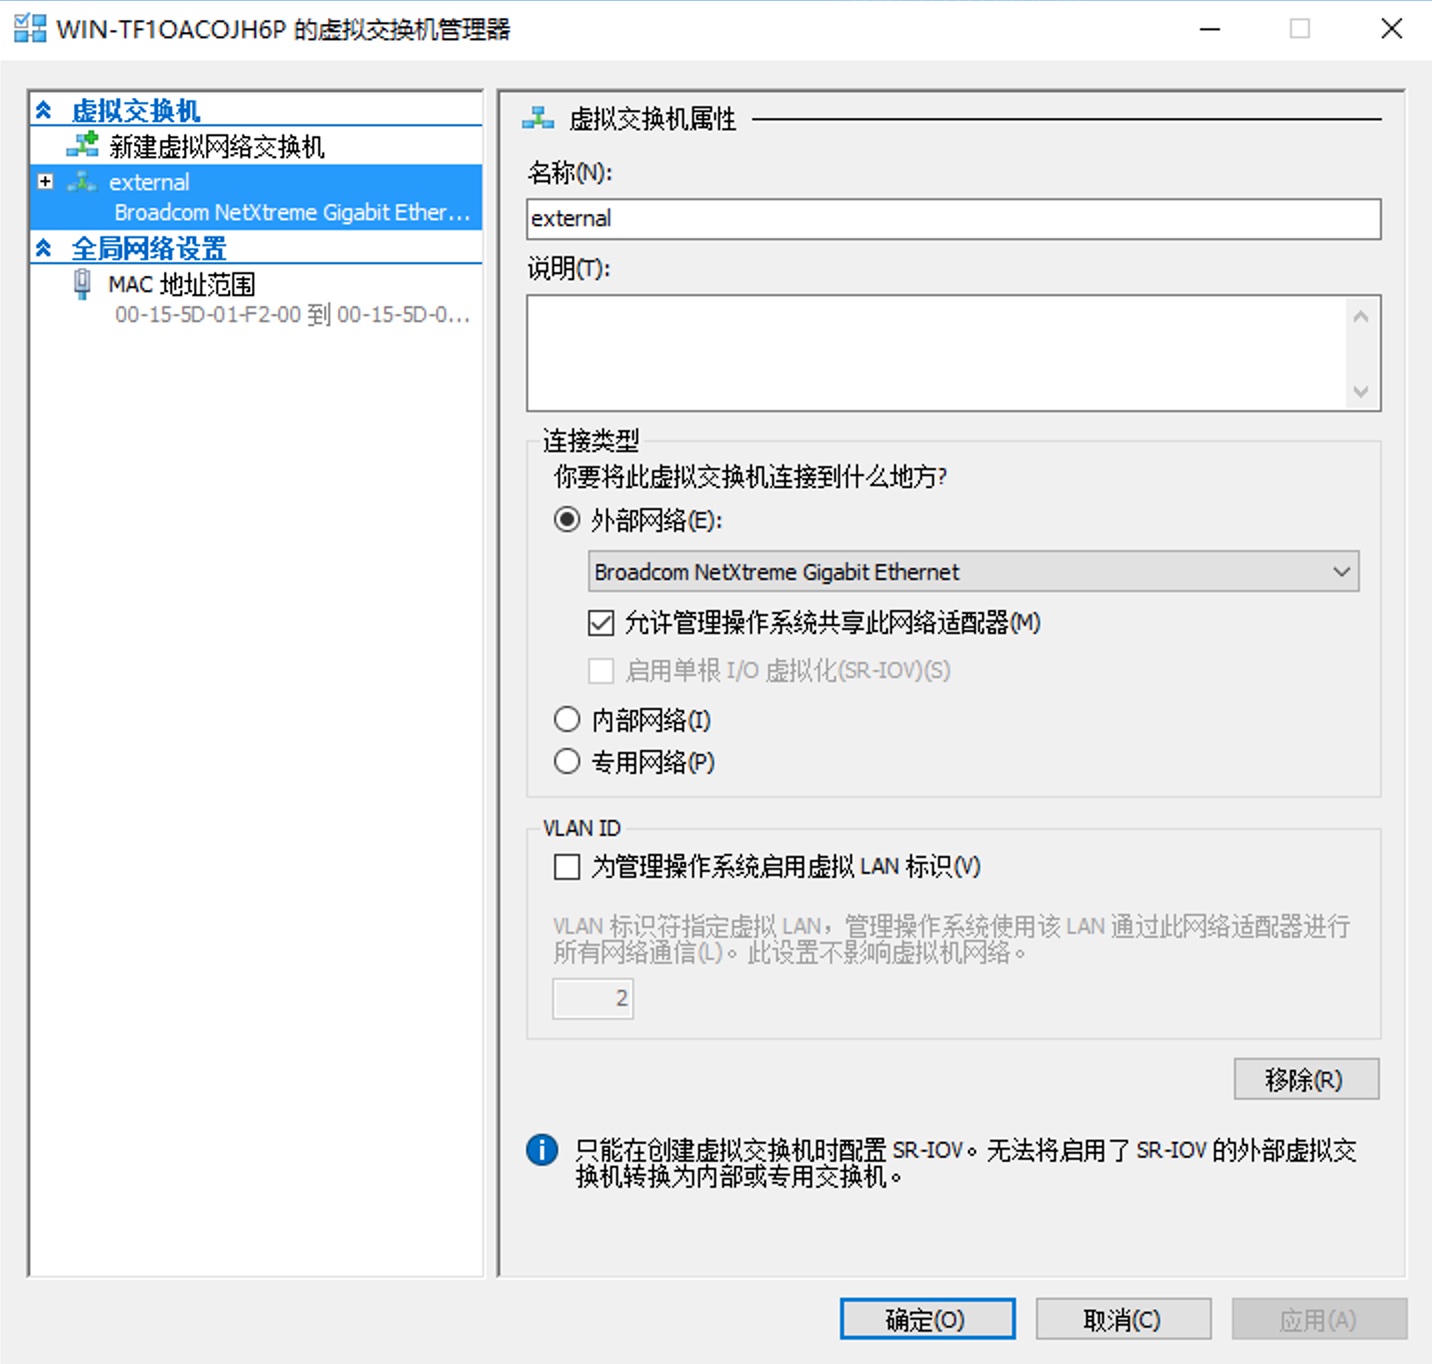 WIN-TF1OACOJH6P 的虚拟交换机管理器
虚拟交换机
新建虚拟网络交换机
external
Broadcom NetXtreme Gigabit Ether...
全局网络设置
MAC 地址范围
00-15-5D-01-F2-00 到 00-15-5D-0...
虚拟交换机属性
名称(N):
external
说明(T):
连接类型
你要将此虚拟交换机连接到什么地方?
外部网络(E):
Broadcom NetXtreme Gigabit Ethernet
允许管理操作系统共享此网络适配器(M)
启用单根 I/O 虚拟化(SR-IOV)(S)
内部网络(I)
专用网络(P)
VLAN ID
为管理操作系统启用虚拟 LAN 标识(V)
VLAN 标识符指定虚拟 LAN，管理操作系统使用该 LAN 通过此网络适配器进行
所有网络通信(L)。此设置不影响虚拟机网络。
2
移除(R)
只能在创建虚拟交换机时配置 SR-IOV。无法将启用了 SR-IOV 的外部虚拟交
换机转换为内部或专用交换机。
确定(O)
取消(C)
应用(A)